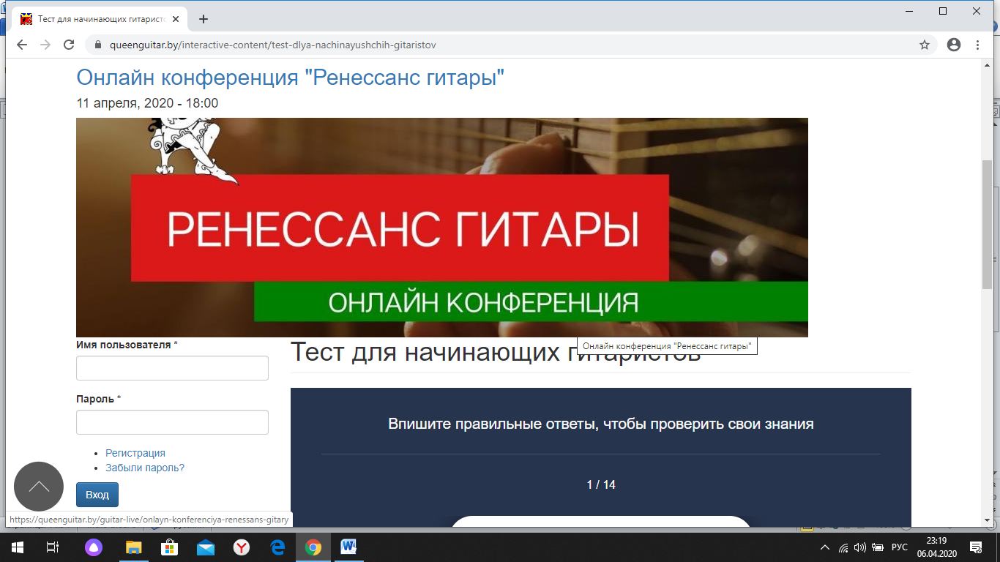 Тест для начинающих гитаристо
queenguitar.by/interactive-content/test-dlya-nachinayushchih-gitaristov
Онлайн конференция "Ренессанс гитары"
11 апреля, 2020 - 18:00
РЕНЕССАНС ГИТАРЫ
ОНЛАЙН КОНФЕРЕНЦИЯ
Имя пользователя *
Онлайн конференция "Ренессанс гитары"
Тест для начинающих гитаристов
Пароль *
Впишите правильные ответы, чтобы проверить свои знания
Регистрация
Забыли пароль?
1 / 14
Вход
https://queenguitar.by/guitar-live/onlayn-konferenciya-renessans-gitary
РУС
23:19
06.04.2020